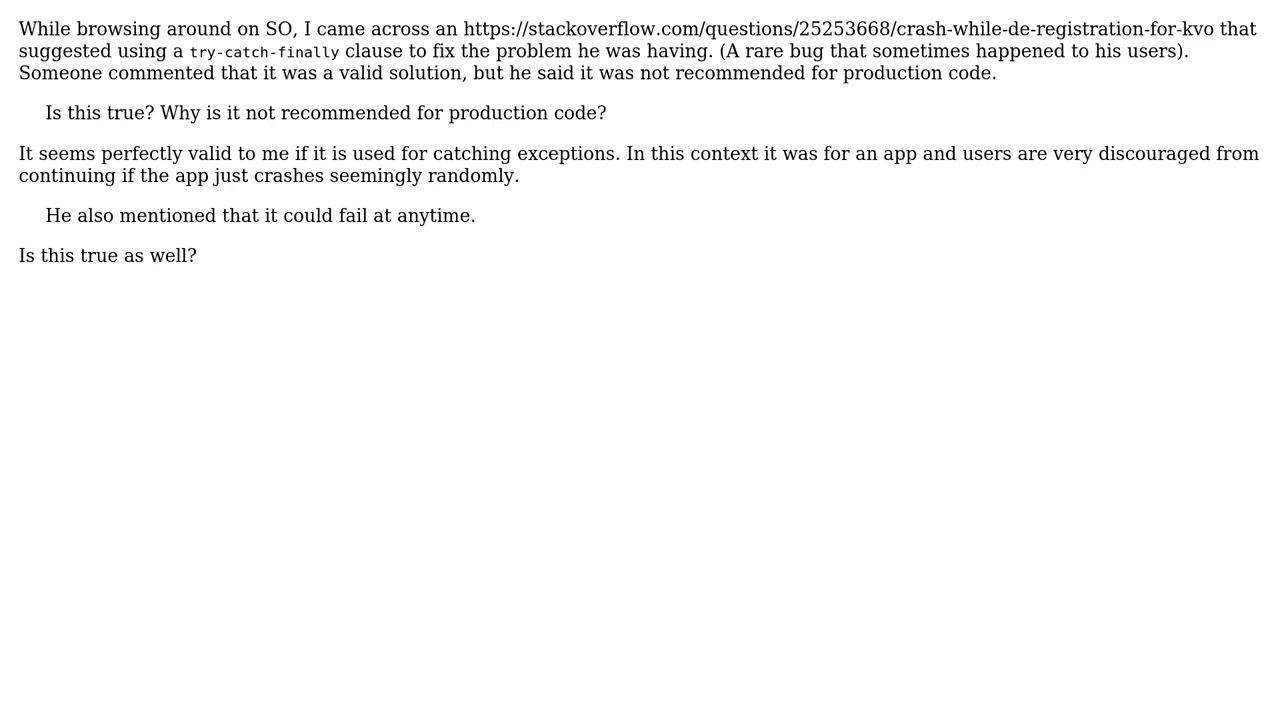 While browsing around on SO, I came across an https://stackoverflow.com/questions/25253668/crash-while-de-registration-for-kvo that
suggested using a try-catch-finally clause to fix the problem he was having. (A rare bug that sometimes happened to his users).
Someone commented that it was a valid solution, but he said it was not recommended for production code.
Is this true? Why is it not recommended for production code?
It seems perfectly valid to me if it is used for catching exceptions. In this context it was for an app and users are very discouraged from
continuing if the app just crashes seemingly randomly.
He also mentioned that it could fail at anytime.
Is this true as well?